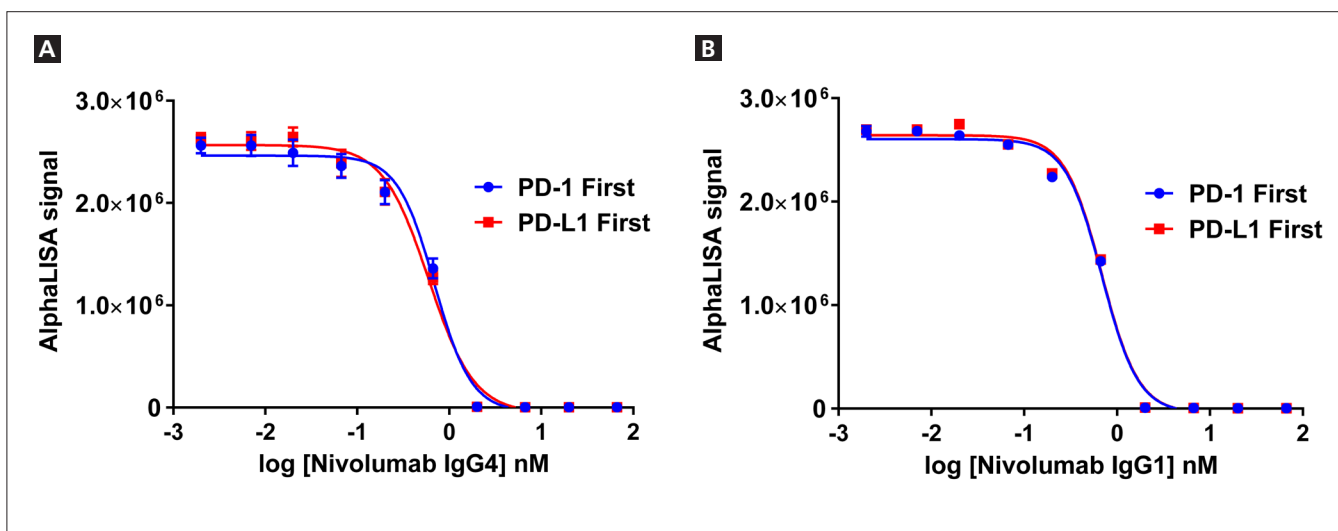 A
3.0×10⁶
2.0×10⁶
1.0×10⁶
0
AlphaLISA signal
-3 -2 -1 0 1 2
log [Nivolumab IgG4] nM
PD-1 First
PD-L1 First
B
3.0×10⁶
2.0×10⁶
1.0×10⁶
0
AlphaLISA signal
-3 -2 -1 0 1 2
log [Nivolumab IgG1] nM
PD-1 First
PD-L1 First